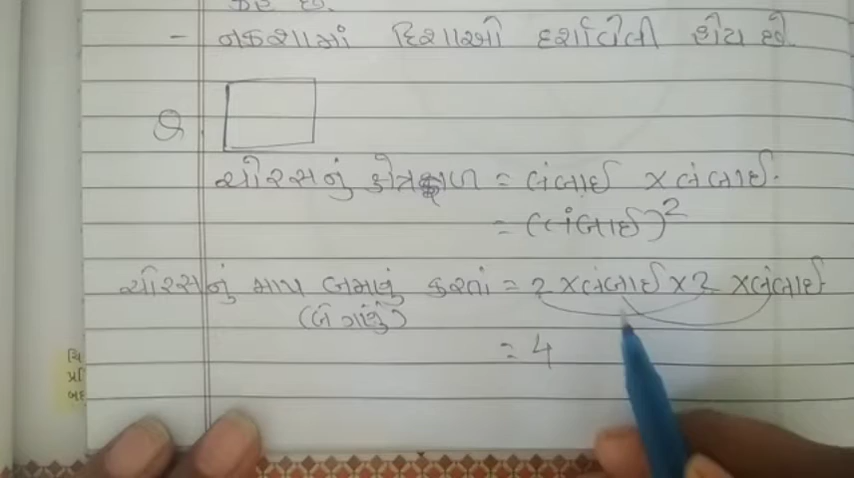 - નકશામાં દિશાઓ દર્શાવેલી હોય છે
ચોરસનું ક્ષેત્રફળ = લંબાઈ × લંબાઈ.
= (લંબાઈ)²
ચોરસનું માપ બમણું કરતાં = 2 × લંબાઈ × 2 × લંબાઈ
(બે ગણું)
= 4